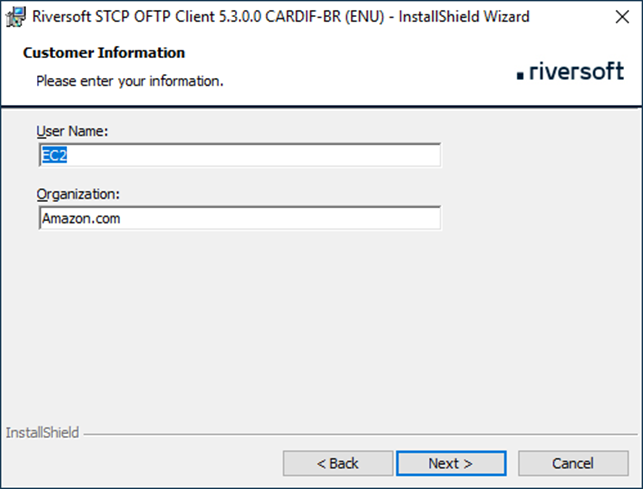 Riversoft STCP OFTP Client 5.3.0.0 CARDIF-BR (ENU) - InstallShield Wizard
Customer Information
Please enter your information.
riversoft
User Name:
EC2
Organization:
Amazon.com
InstallShield
< Back
Next >
Cancel